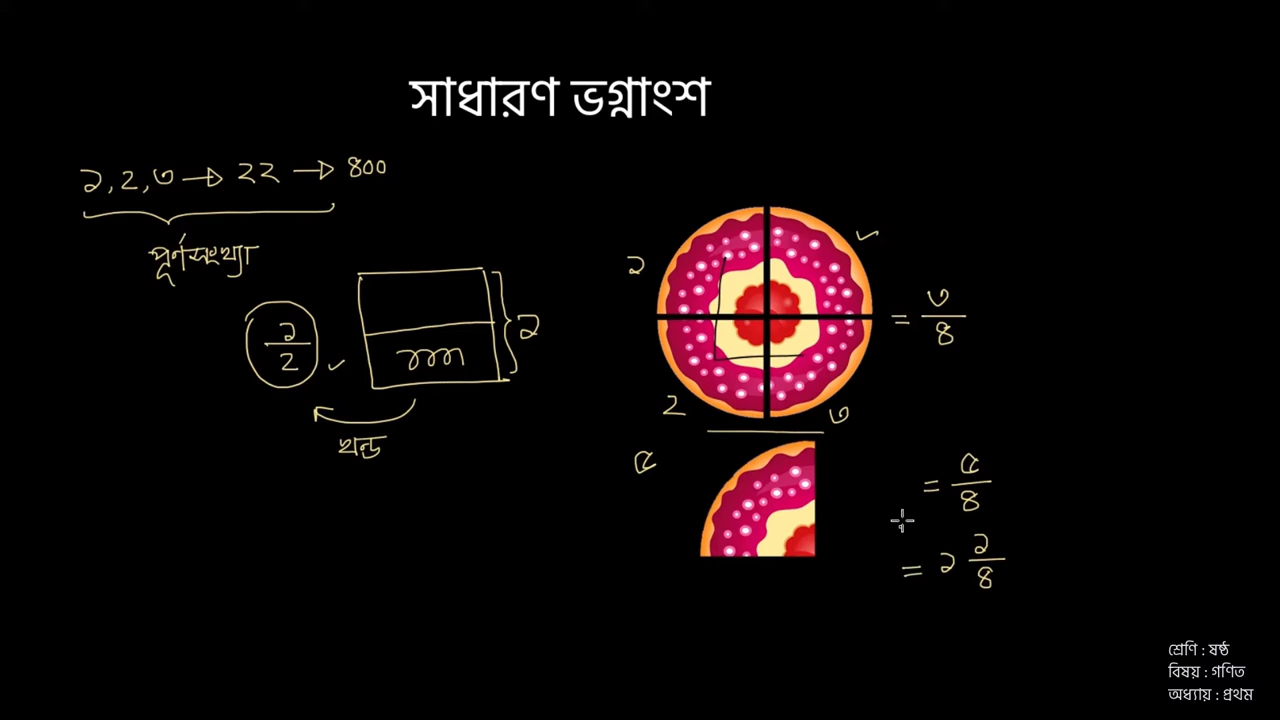 সাধারণ ভগ্নাংশ
১, ২, ৩ → ২২ → ৪০০
পূর্ণসংখ্যা
১/২
১
খন্ড
১
২
৩
= ৩/৪
৫
= ৫/৪
= ১ ১/৪
শ্রেণি : ষষ্ঠ
বিষয় : গণিত
অধ্যায় : প্রথম